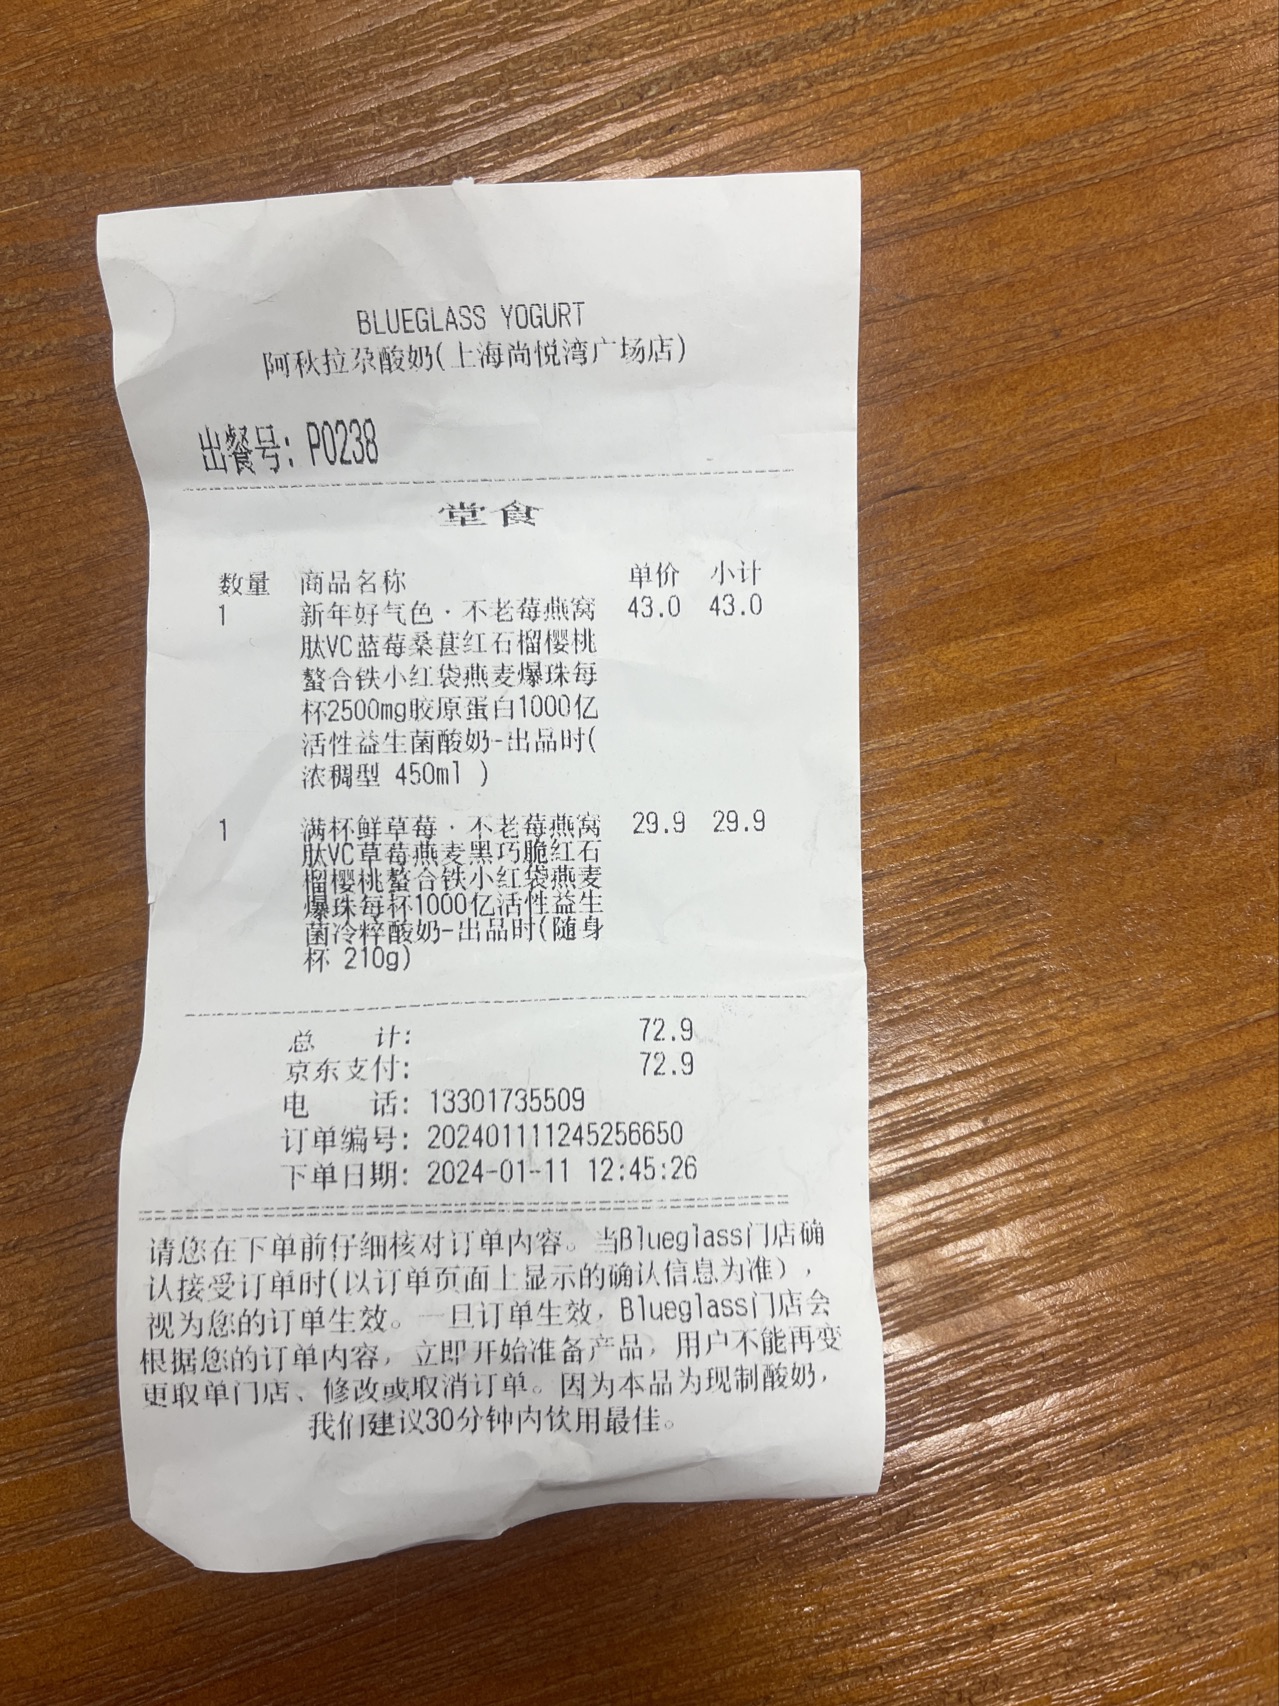 BLUEGLASS YOGURT
阿秋拉尕酸奶(上海尚悦湾广场店)
出餐号: P0238
堂食
数量 商品名称 单价 小计
1 新年好气色·不老莓燕窝 43.0 43.0
肽VC蓝莓桑葚红石榴樱桃
螯合铁小红袋燕麦爆珠每
杯2500mg胶原蛋白1000亿
活性益生菌酸奶-出品时(
浓稠型 450ml )
1 满杯鲜草莓·不老莓燕窝 29.9 29.9
肽VC草莓燕麦黑巧脆红石
榴樱桃螯合铁小红袋燕麦
爆珠每杯1000亿活性益生
菌冷粹酸奶-出品时(随身
杯 210g)
总 计: 72.9
京东支付: 72.9
电 话: 13301735509
订单编号: 202401111245256650
下单日期: 2024-01-11 12:45:26
请您在下单前仔细核对订单内容。当Blueglass门店确
认接受订单时(以订单页面上显示的确认信息为准),
视为您的订单生效。一旦订单生效, Blueglass门店会
根据您的订单内容, 立即开始准备产品, 用户不能再变
更取单门店、修改或取消订单。因为本品为现制酸奶,
我们建议30分钟内饮用最佳。